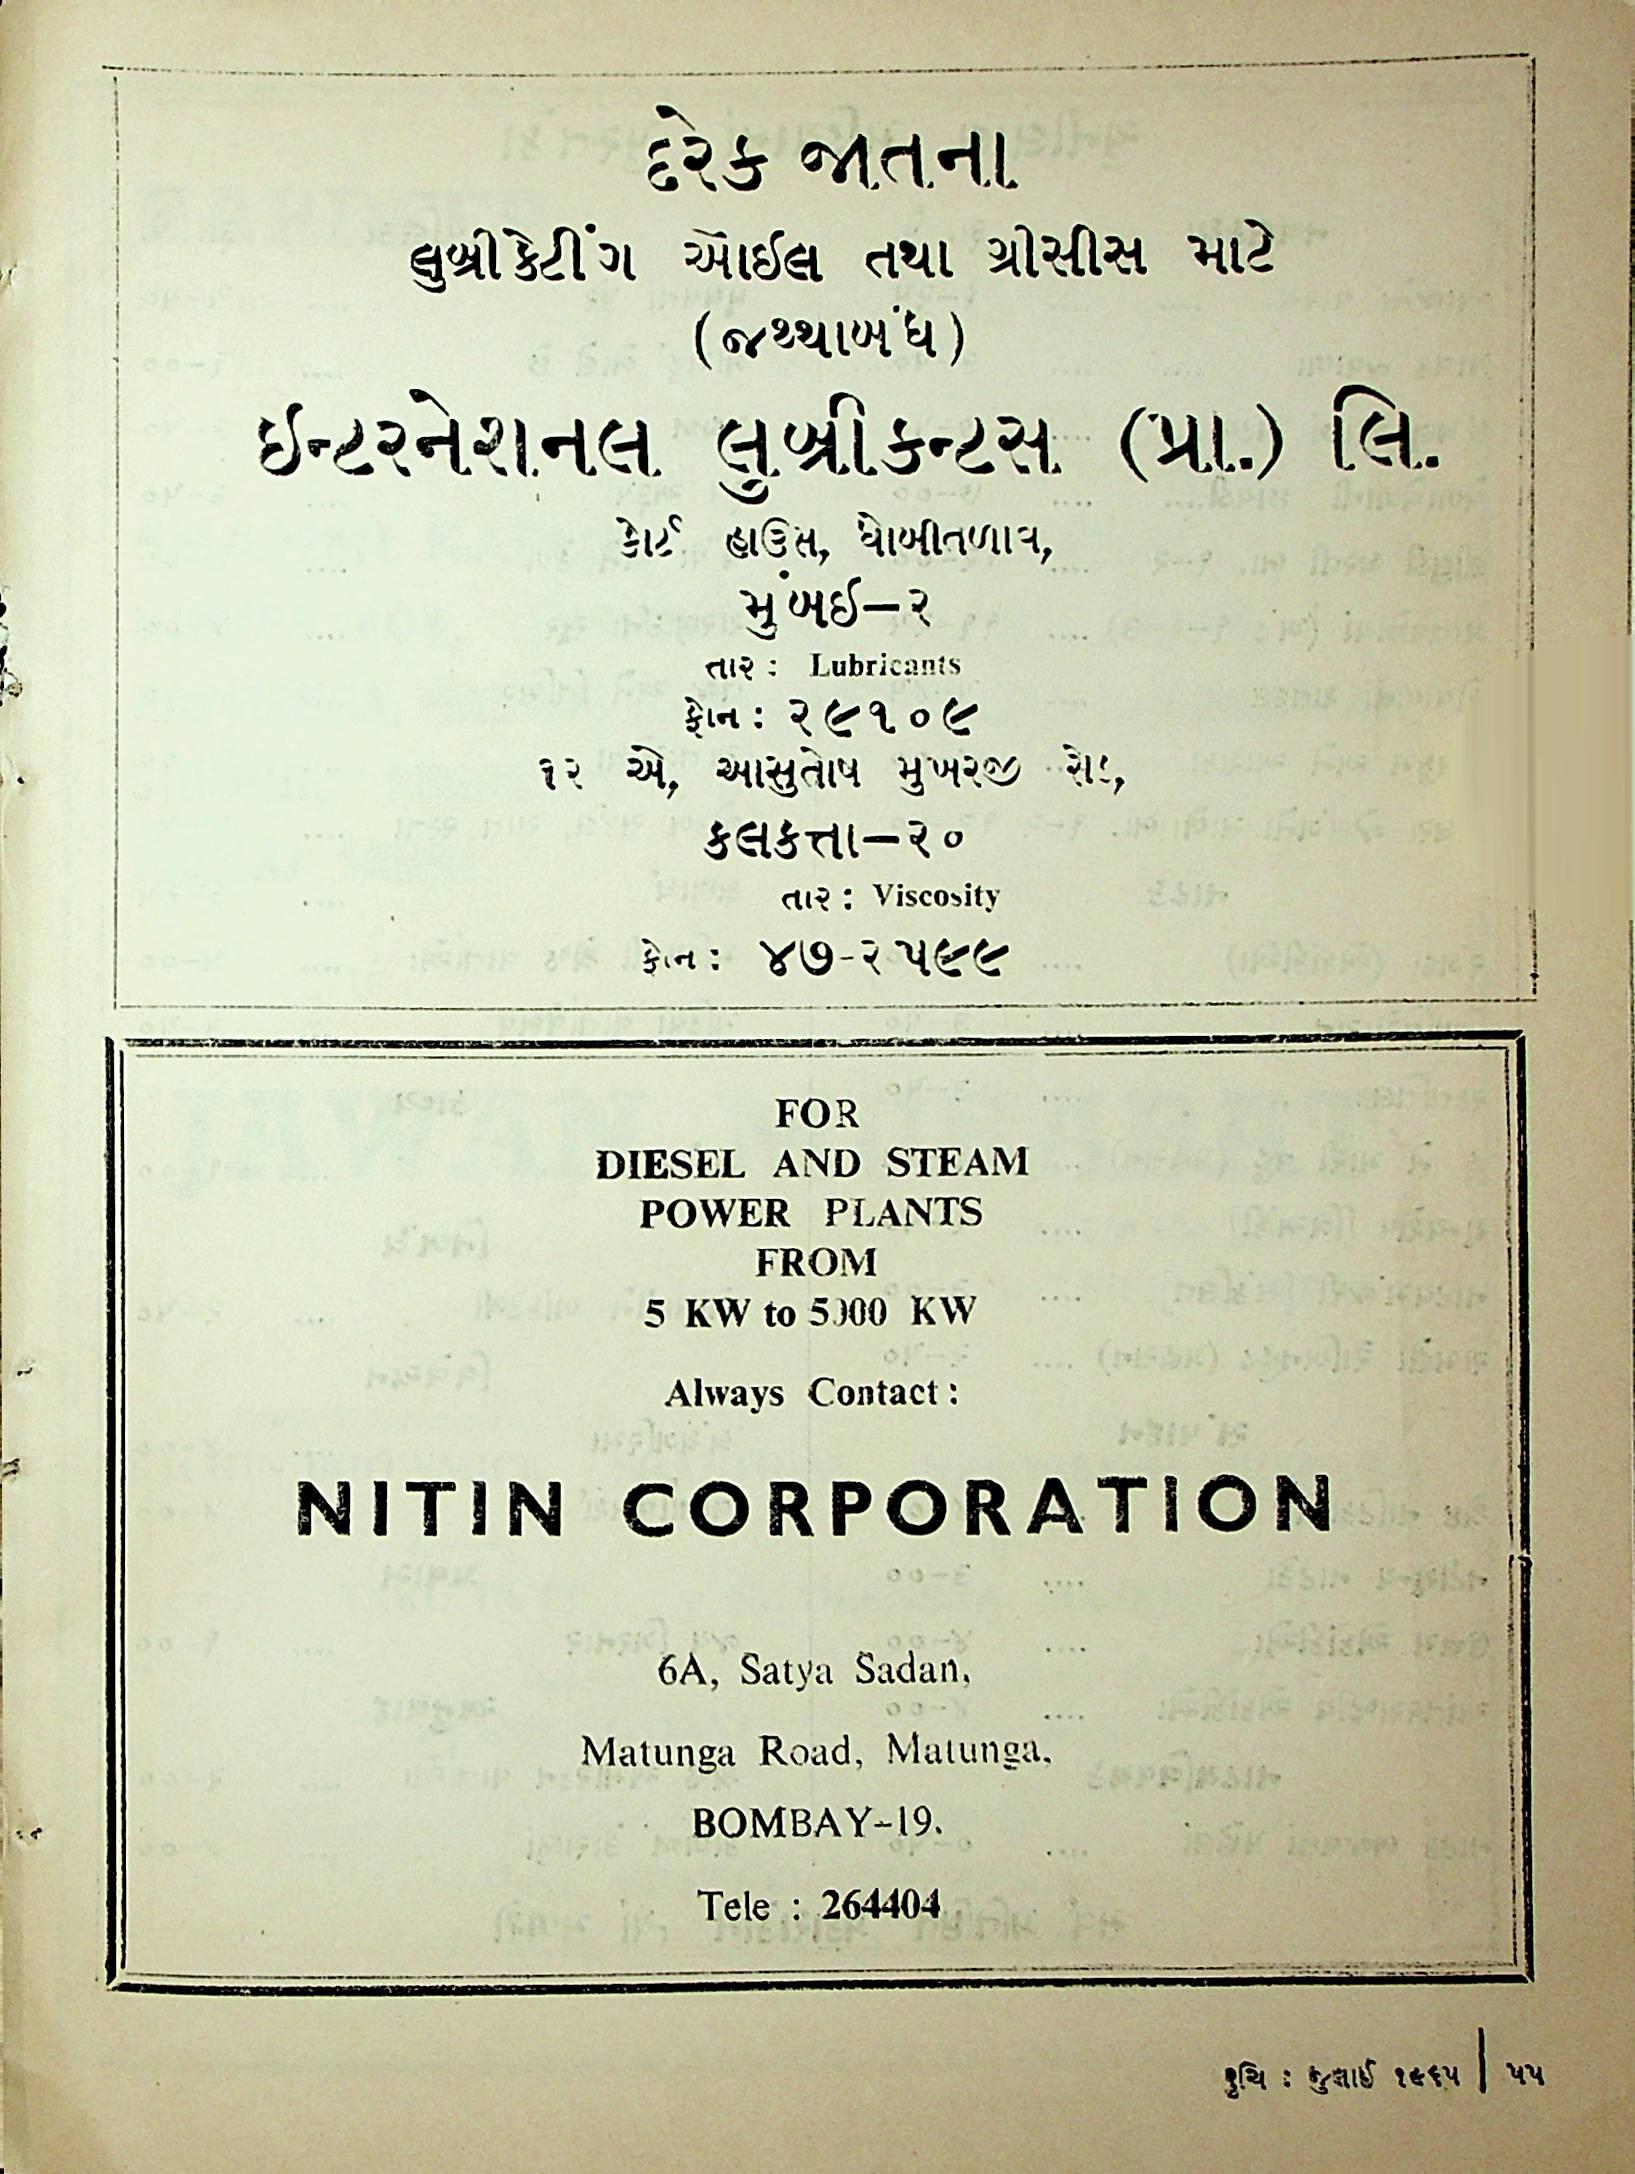 દરેક જાતના
લુબ્રીકેટીંગ ઑઈલ તથા ગ્રીસીસ માટે
(જથ્થાબંધ)
ઇન્ટરનેશનલ લુબ્રીકન્ટસ (પ્રા.) લિ.
કોર્ટ હાઉસ, ધોબીતળાવ,
મુંબઈ–૨
તાર : Lubricants
ફોન : ૨૯૧૦૯
૧૨ એ, આસુતોષ મુખરજી રોડ,
કલકત્તા–૨૦
તાર : Viscosity
ફોન : ૪૭-૨૫૯૯
FOR
DIESEL AND STEAM
POWER PLANTS
FROM
5 KW to 5000 KW
Always Contact :
NITIN CORPORATION
6A, Satya Sadan,
Matunga Road, Matunga,
BOMBAY-19.
Tele : 264404
રુચિ : જુલાઈ ૧૯૬૫ | ૫૫